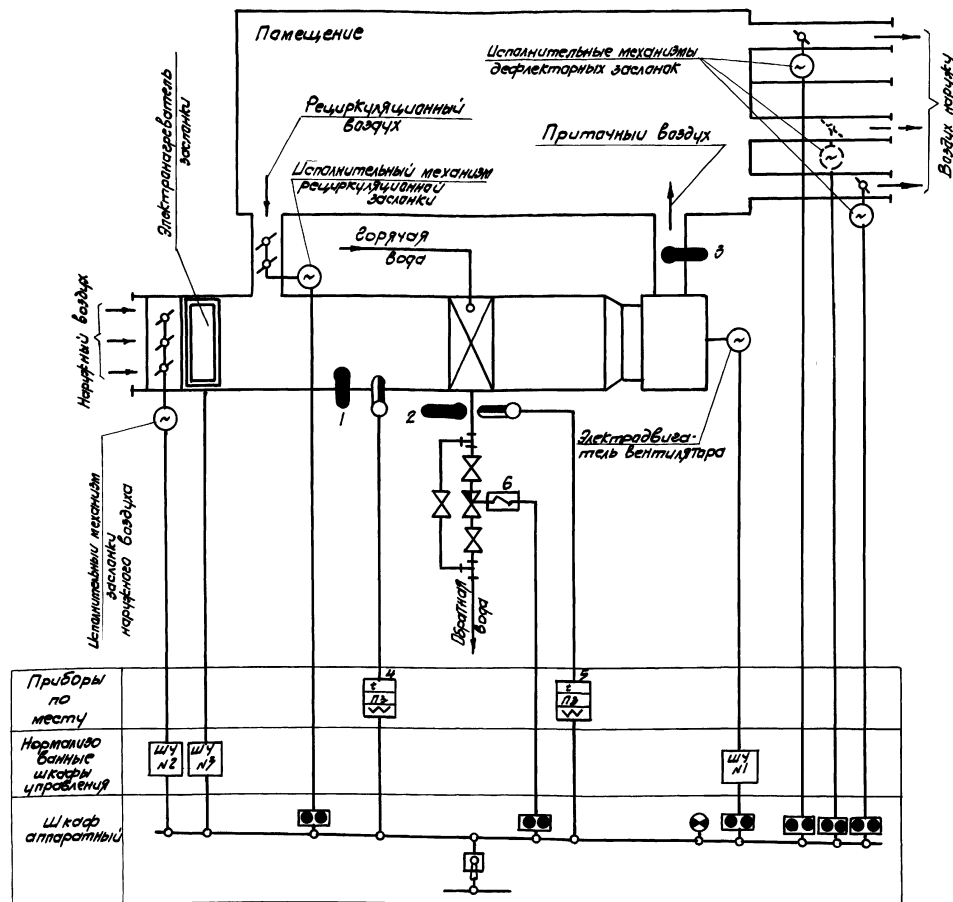 Помещение
Исполнительные механизмы
дефлекторных заслонок
Воздух наружу
Электронагреватель
заслонки
Рециркуляционный
воздух
Приточный воздух
Исполнительный механизм
рециркуляционной
заслонки
Горячая
вода
3
Наружный воздух
1
2
Электродвига-
тель вентилятора
6
Исполнительный механизм
заслонки
наружного воздуха
Обратная
вода
Приборы
по
месту
4
t
Пз
5
t
Пз
Нормализо
ванные
шкафы
управления
ШУ
№2
ШУ
№3
ШУ
№1
Шкаф
аппаратный